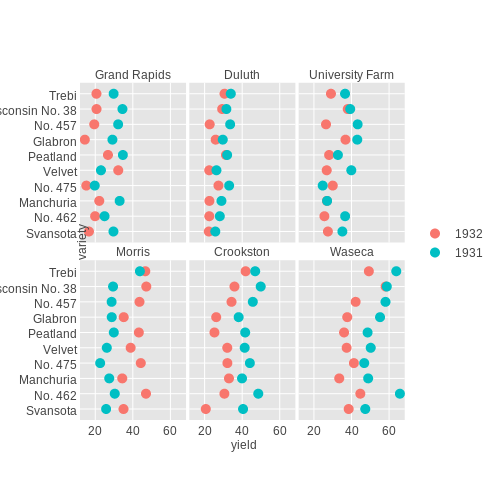 Grand Rapids Duluth University Farm
Trebi
sconsin No. 38
No. 457
Glabron
Peatland
Velvet
No. 475
Manchuria
No. 462
Svansota
variety
1932
1931
Morris Crookston Waseca
Trebi
sconsin No. 38
No. 457
Glabron
Peatland
Velvet
No. 475
Manchuria
No. 462
Svansota
20 40 60 20 40 60 20 40 60
yield